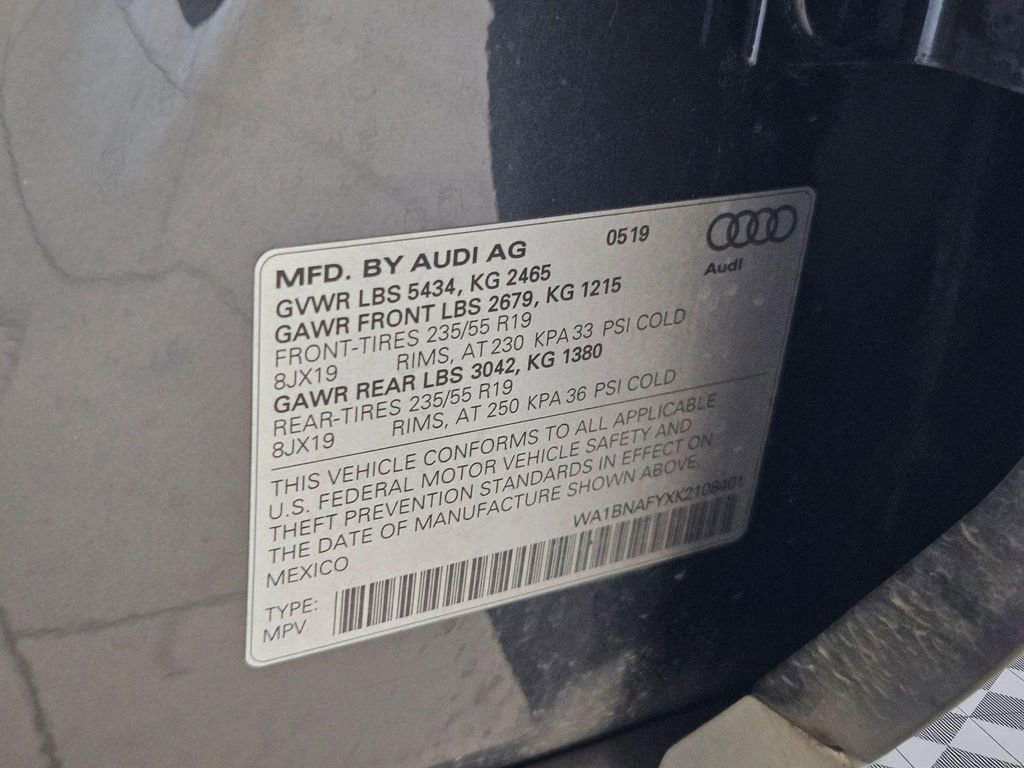 MFD. BY AUDI AG 0519
Audi
GVWR LBS 5434, KG 2465
GAWR FRONT LBS 2679, KG 1215
FRONT-TIRES 235/55 R19
8JX19 RIMS, AT 230 KPA 33 PSI COLD
GAWR REAR LBS 3042, KG 1380
REAR-TIRES 235/55 R19
8JX19 RIMS, AT 250 KPA 36 PSI COLD
THIS VEHICLE CONFORMS TO ALL APPLICABLE
U.S. FEDERAL MOTOR VEHICLE SAFETY AND
THEFT PREVENTION STANDARDS IN EFFECT ON
THE DATE OF MANUFACTURE SHOWN ABOVE.
MEXICO WA1BNAFYXK2106401
TYPE:
MPV